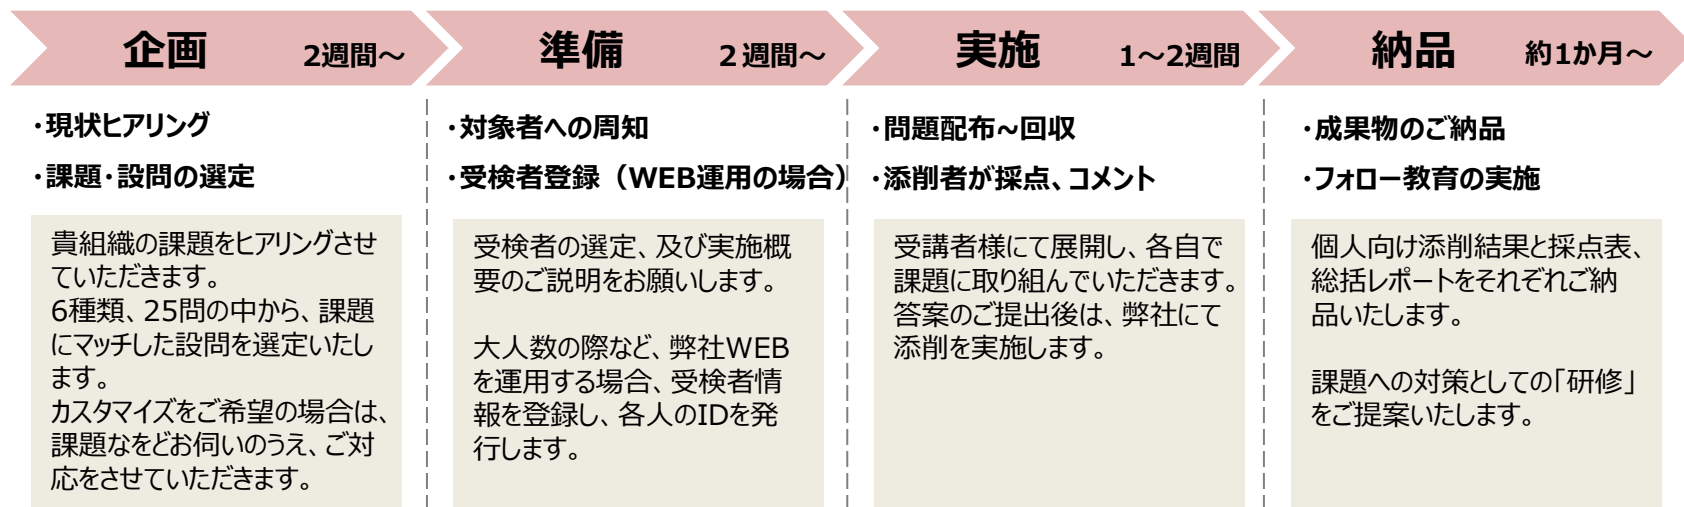 企画 2週間～
準備 ２週間～
実施 1～2週間
納品 約1か月～
・現状ヒアリング
・課題・設問の選定
貴組織の課題をヒアリングさせ
ていただきます。
6種類、25問の中から、課題
にマッチした設問を選定いたし
ます。
カスタマイズをご希望の場合は、
課題なをどお伺いのうえ、ご対
応をさせていただきます。
・対象者への周知
・受検者登録（WEB運用の場合）
受検者の選定、及び実施概
要のご説明をお願いします。
大人数の際など、弊社WEB
を運用する場合、受検者情
報を登録し、各人のIDを発
行します。
・問題配布~回収
・添削者が採点、コメント
受講者様にて展開し、各自で
課題に取り組んでいただきます。
答案のご提出後は、弊社にて
添削を実施します。
・成果物のご納品
・フォロー教育の実施
個人向け添削結果と採点表、
総括レポートをそれぞれご納
品いたします。
課題への対策としての「研修」
をご提案いたします。